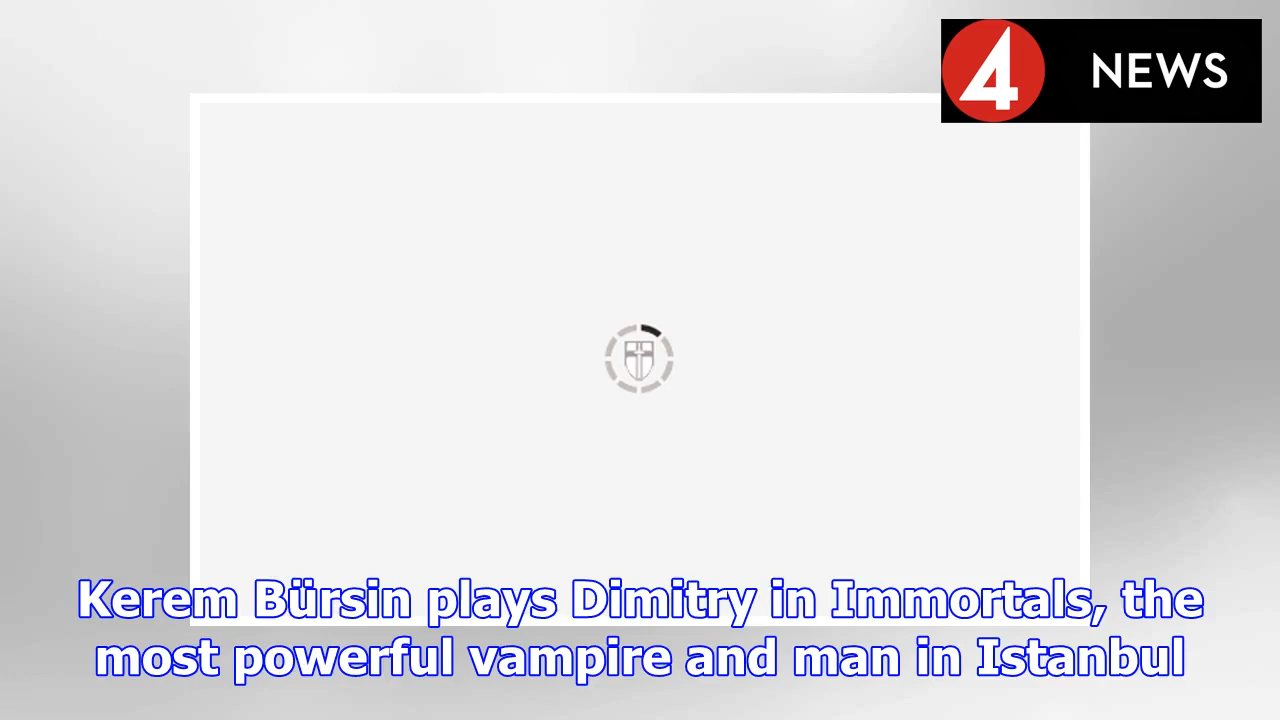 4 NEWS
Kerem Bürsin plays Dimitry in Immortals, the
most powerful vampire and man in Istanbul